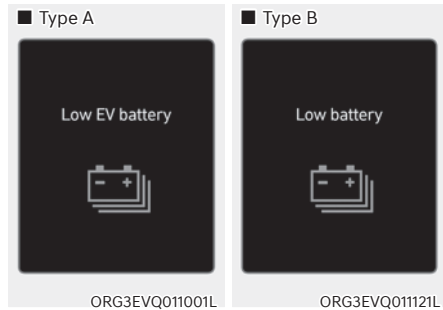 ■ Type A
Low EV battery
- +
ORG3EVQ011001L
■ Type B
Low battery
- +
ORG3EVQ011121L